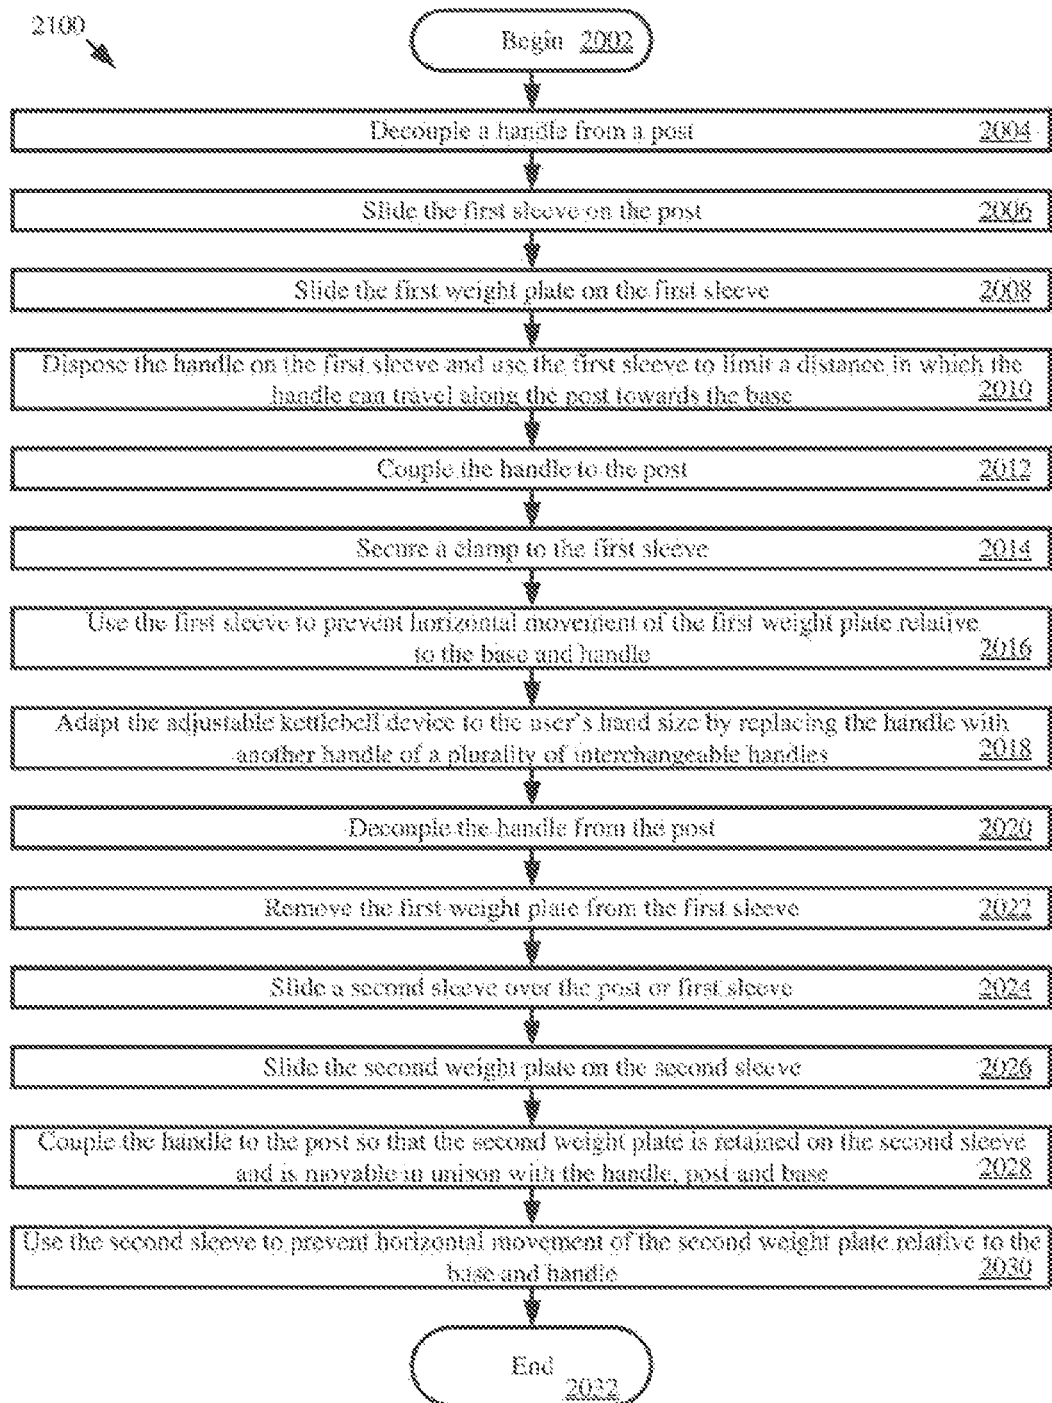 2100
Begin 2002
Decouple a handle from a post 2004
Slide the first sleeve on the post 2006
Slide the first weight plate on the first sleeve 2008
Dispose the handle on the first sleeve and use the first sleeve to limit a distance in which the
handle can travel along the post towards the base 2010
Couple the handle to the post 2012
Secure a clamp to the first sleeve 2014
Use the first sleeve to prevent horizontal movement of the first weight plate relative
to the base and handle 2016
Adapt the adjustable kettlebell device to the user's hand size by replacing the handle with
another handle of a plurality of interchangeable handles 2018
Decouple the handle from the post 2020
Remove the first weight plate from the first sleeve 2022
Slide a second sleeve over the post or first sleeve 2024
Slide the second weight plate on the second sleeve 2026
Couple the handle to the post so that the second weight plate is retained on the second sleeve
and is movable in unison with the handle, post and base 2028
Use the second sleeve to prevent horizontal movement of the second weight plate relative to the
base and handle 2030
End
2032